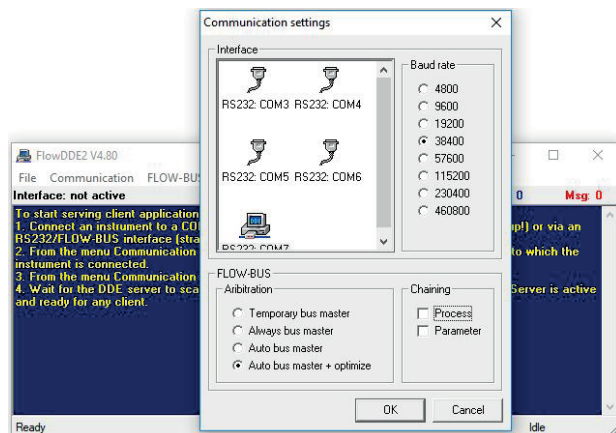 Communication settings
Interface
RS232: COM3 RS232: COM4
RS232: COM5 RS232: COM6
RS232: COM7
Baud rate
4800
9600
19200
38400
57600
115200
230400
460800
FLOW-BUS
Aribitration
Temporary bus master
Always bus master
Auto bus master
Auto bus master + optimize
Chaining
Process
Parameter
OK
Cancel
FlowDDE2 V4.80
File Communication FLOW-BUS
Interface: not active
0 Msg: 0
To start serving client application
1. Connect an instrument to a CO up!) or via an
RS232/FLOW-BUS interface (stra
2. From the menu Communication to which the
instrument is connected.
3. From the menu Communication
4. Wait for the DDE server to sca Server is active
and ready for any client.
Ready
Idle